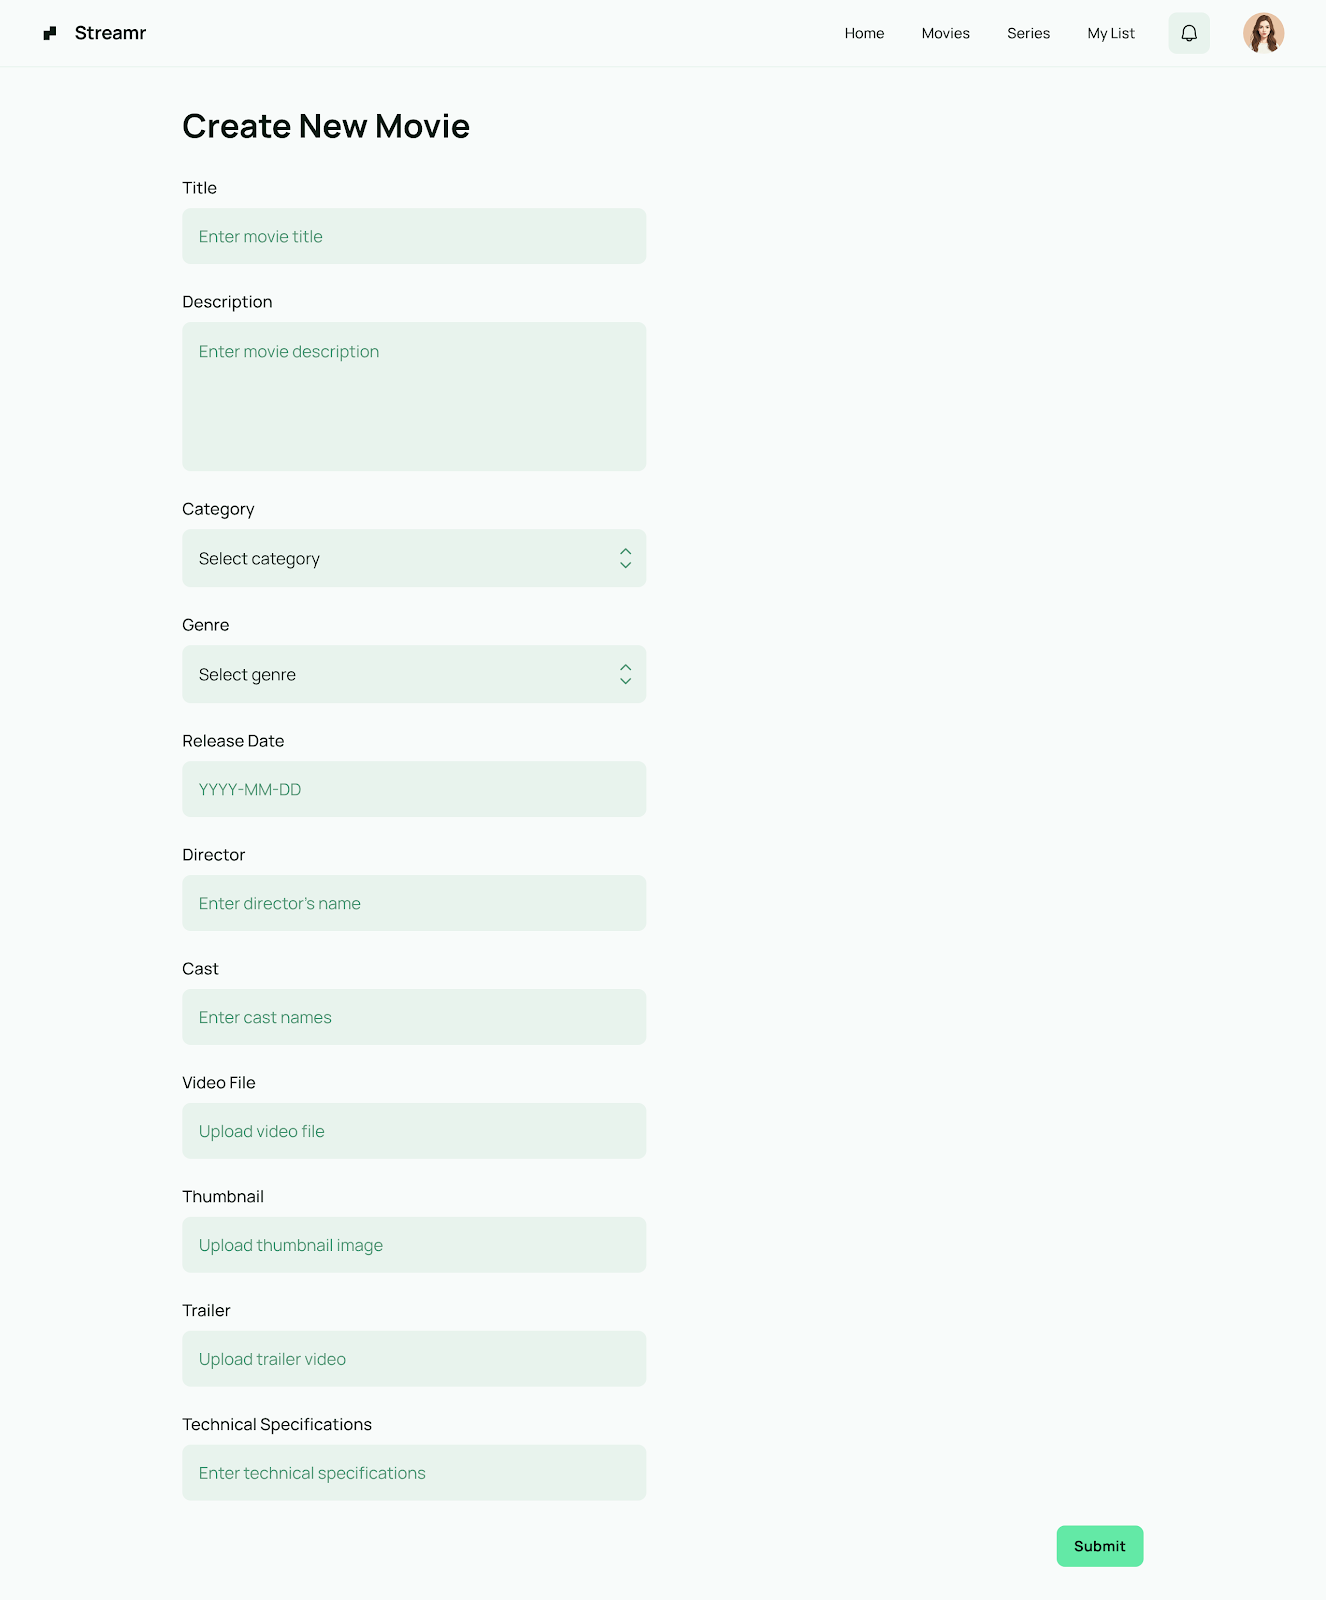 Streamr
Home
Movies
Series
My List
Create New Movie
Title
Enter movie title
Description
Enter movie description
Category
Select category
Genre
Select genre
Release Date
YYYY-MM-DD
Director
Enter director's name
Cast
Enter cast names
Video File
Upload video file
Thumbnail
Upload thumbnail image
Trailer
Upload trailer video
Technical Specifications
Enter technical specifications
Submit